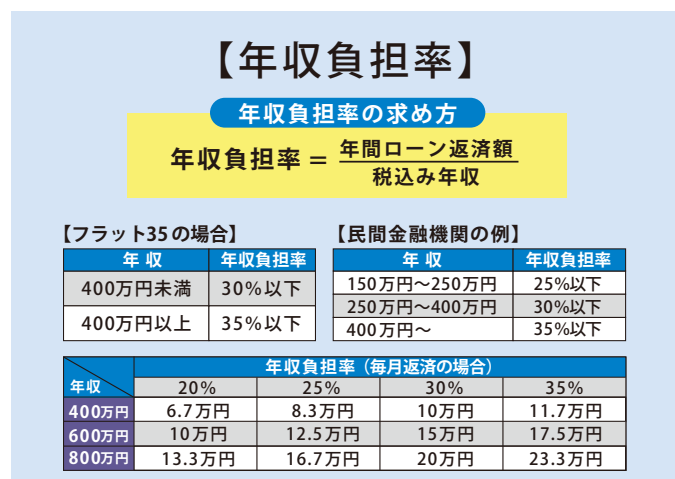 【年収負担率】
年収負担率の求め方
年収負担率 = 年間ローン返済額
税込み年収
【フラット35の場合】
年 収 年収負担率
400万円未満 30%以下
400万円以上 35%以下
【民間金融機関の例】
年 収 年収負担率
150万円〜250万円 25%以下
250万円〜400万円 30%以下
400万円〜 35%以下
年収 年収負担率（毎月返済の場合）
20% 25% 30% 35%
400万円 6.7万円 8.3万円 10万円 11.7万円
600万円 10万円 12.5万円 15万円 17.5万円
800万円 13.3万円 16.7万円 20万円 23.3万円